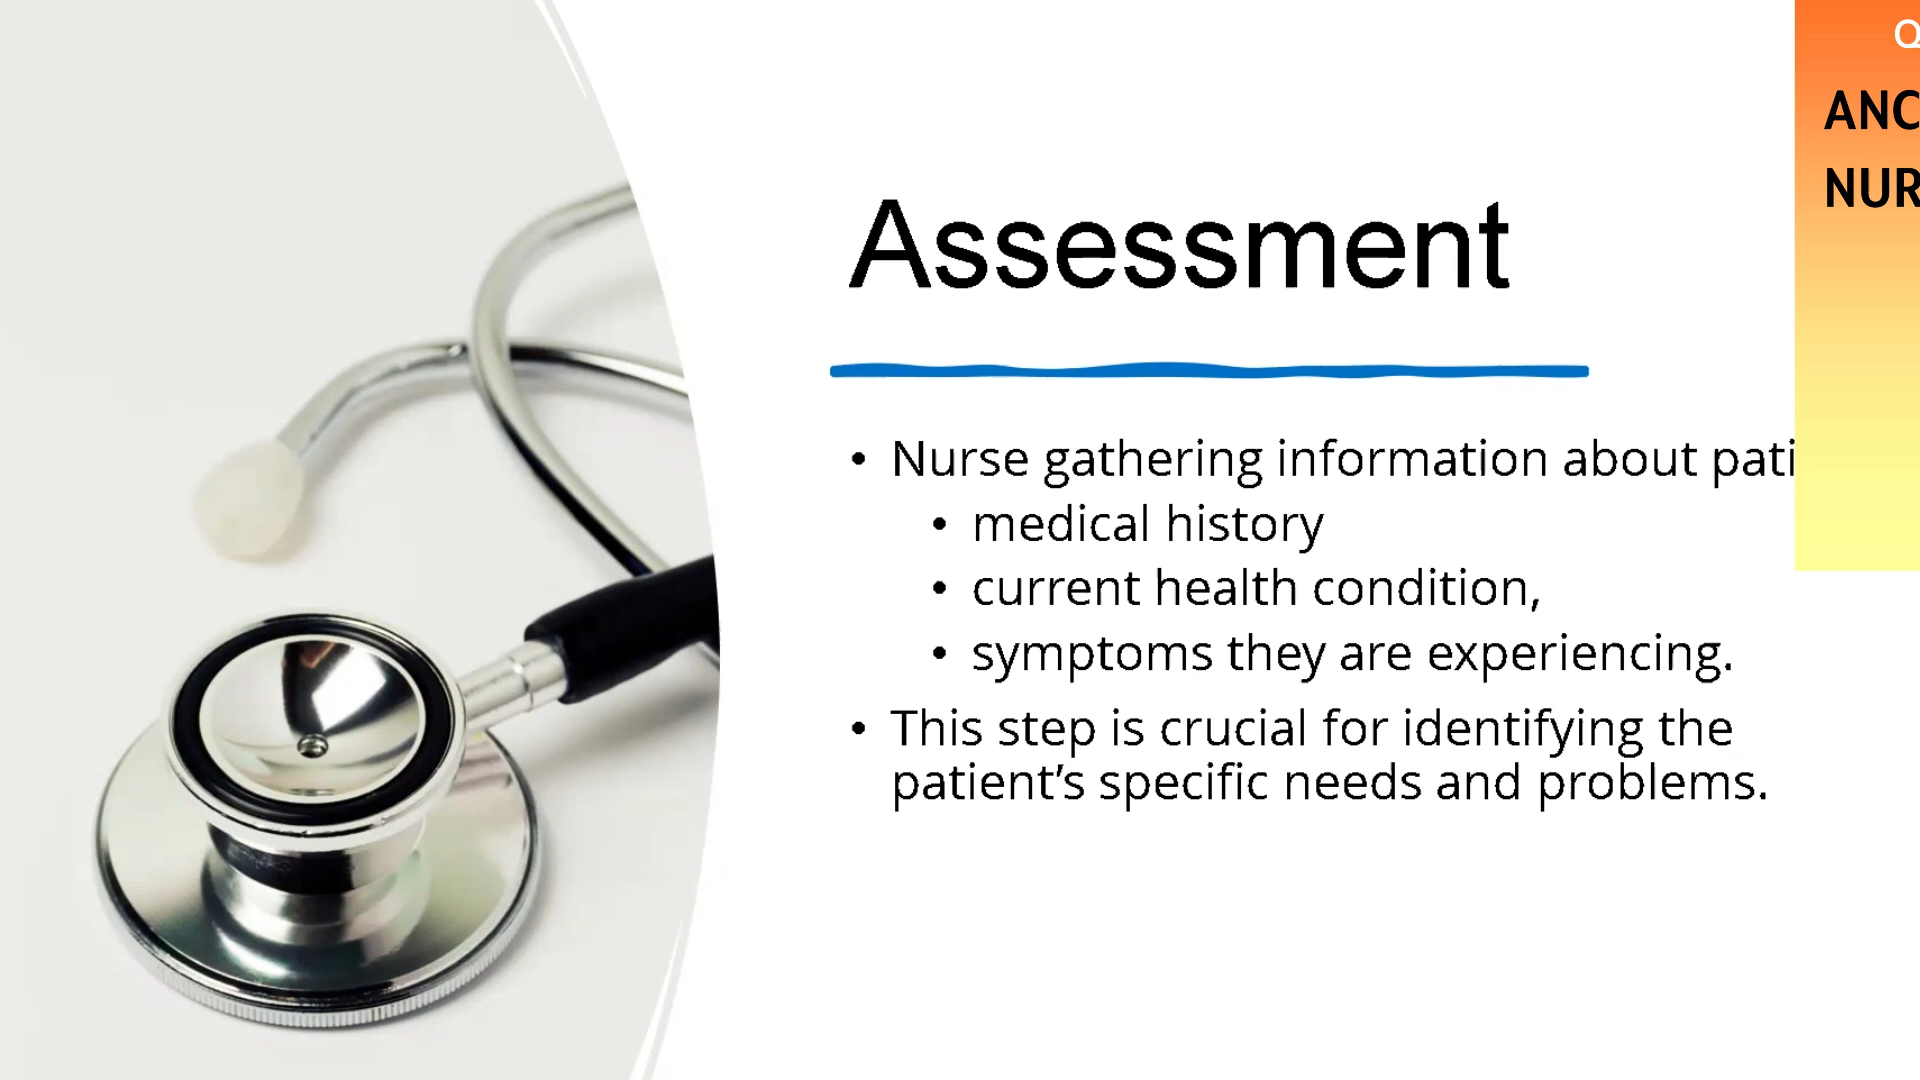 Assessment
• Nurse gathering information about pati
• medical history
• current health condition,
• symptoms they are experiencing.
• This step is crucial for identifying the
patient’s specific needs and problems.
Q
ANC
NUR